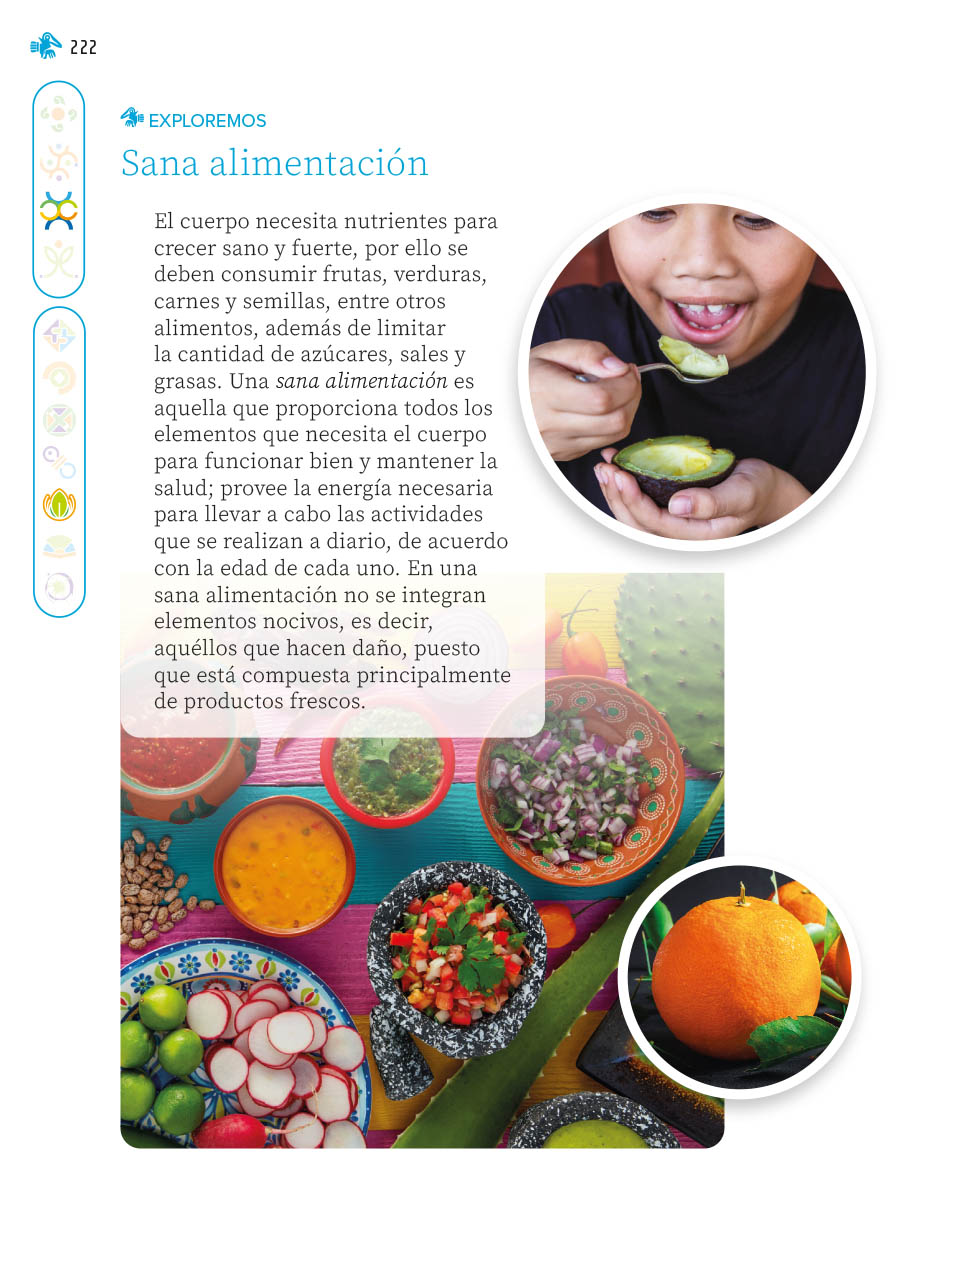 222
EXPLOREMOS
Sana alimentación
El cuerpo necesita nutrientes para
crecer sano y fuerte, por ello se
deben consumir frutas, verduras,
carnes y semillas, entre otros
alimentos, además de limitar
la cantidad de azúcares, sales y
grasas. Una sana alimentación es
aquella que proporciona todos los
elementos que necesita el cuerpo
para funcionar bien y mantener la
salud; provee la energía necesaria
para llevar a cabo las actividades
que se realizan a diario, de acuerdo
con la edad de cada uno. En una
sana alimentación no se integran
elementos nocivos, es decir,
aquéllos que hacen daño, puesto
que está compuesta principalmente
de productos frescos.